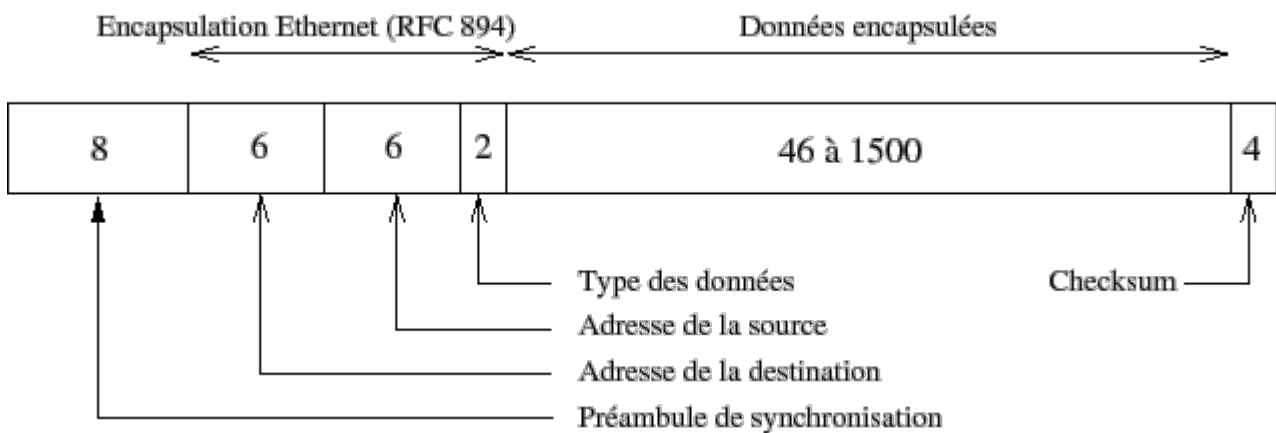 Encapsulation Ethernet (RFC 894)
Données encapsulées
8
6
6
2
46 à 1500
4
Type des données
Checksum
Adresse de la source
Adresse de la destination
Préambule de synchronisation